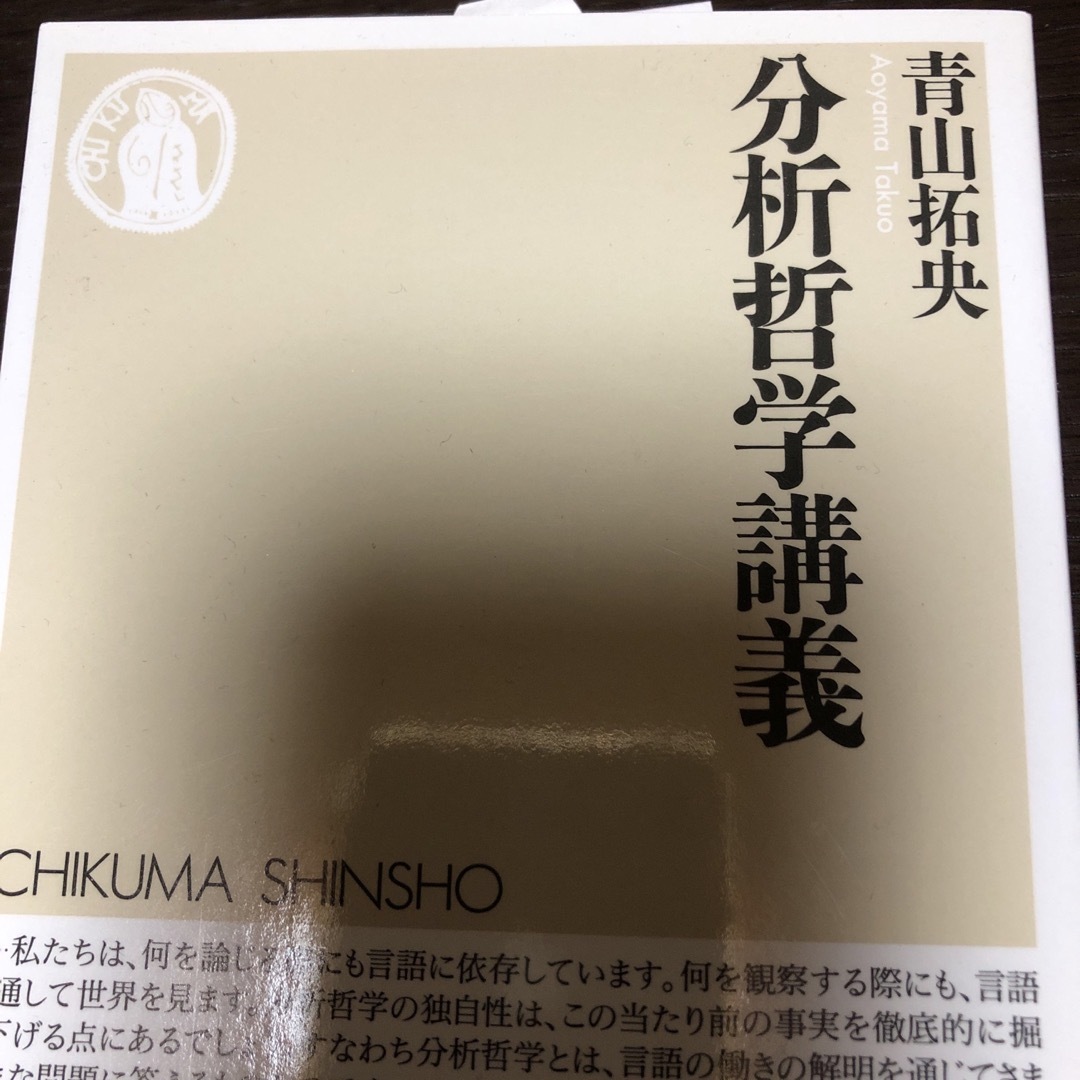 青山拓央
Aoyama Takuo
分析哲学講義
CHI KU MA
CHIKUMA SHINSHO
私たちは、何を論じる にも言語に依存しています。何を観察する際にも、言語
通して世界を見ます。 哲学の独自性は、この当たり前の事実を徹底的に掘
下げる点にあるでし すなわち分析哲学とは、言語の働きの解明を通じてさま